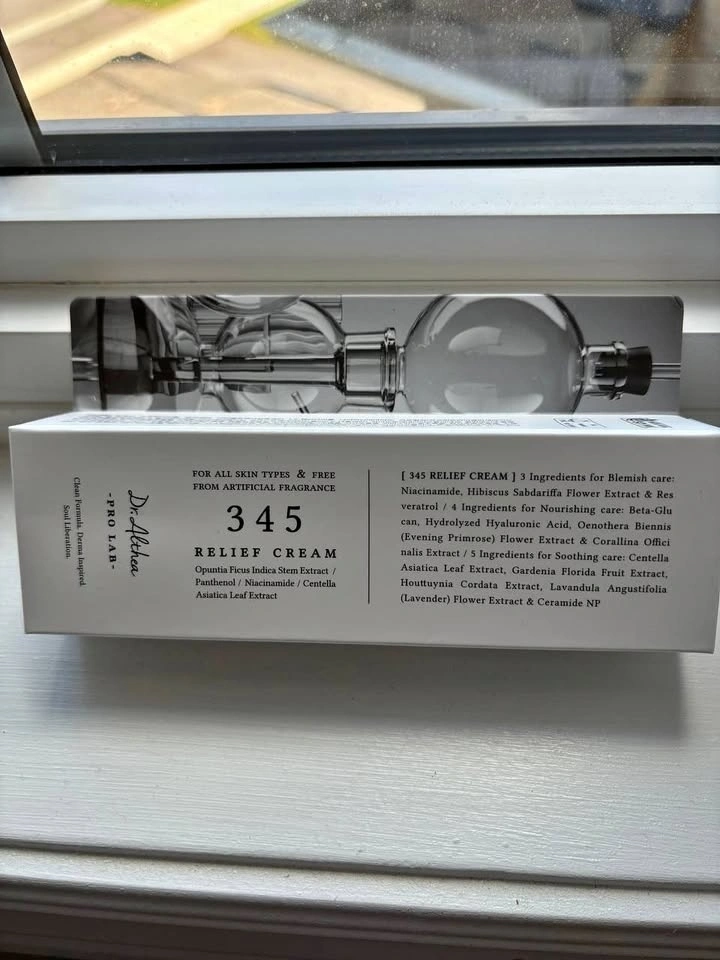 Dr.Althea
-PRO LAB-
Clean Formula. Derma Inspired.
Soul Liberation.
FOR ALL SKIN TYPES & FREE
FROM ARTIFICIAL FRAGRANCE
345
RELIEF CREAM
Opuntia Ficus Indica Stem Extract /
Panthenol / Niacinamide / Centella
Asiatica Leaf Extract
[ 345 RELIEF CREAM ] 3 Ingredients for Blemish care:
Niacinamide, Hibiscus Sabdariffa Flower Extract & Res
veratrol / 4 Ingredients for Nourishing care: Beta-Glu
can, Hydrolyzed Hyaluronic Acid, Oenothera Biennis
(Evening Primrose) Flower Extract & Corallina Offici
nalis Extract / 5 Ingredients for Soothing care: Centella
Asiatica Leaf Extract, Gardenia Florida Fruit Extract,
Houttuynia Cordata Extract, Lavandula Angustifolia
(Lavender) Flower Extract & Ceramide NP